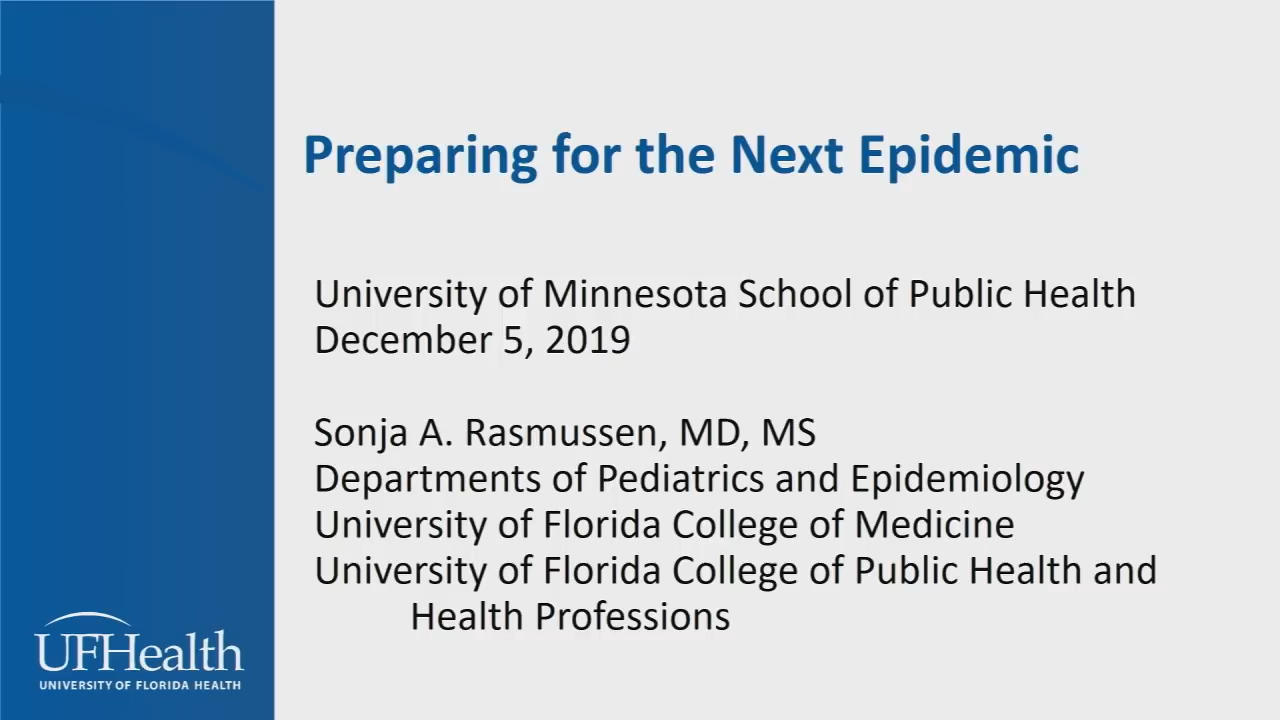 Preparing for the Next Epidemic
University of Minnesota School of Public Health
December 5, 2019
Sonja A. Rasmussen, MD, MS
Departments of Pediatrics and Epidemiology
University of Florida College of Medicine
University of Florida College of Public Health and
Health Professions
UFHealth
UNIVERSITY OF FLORIDA HEALTH